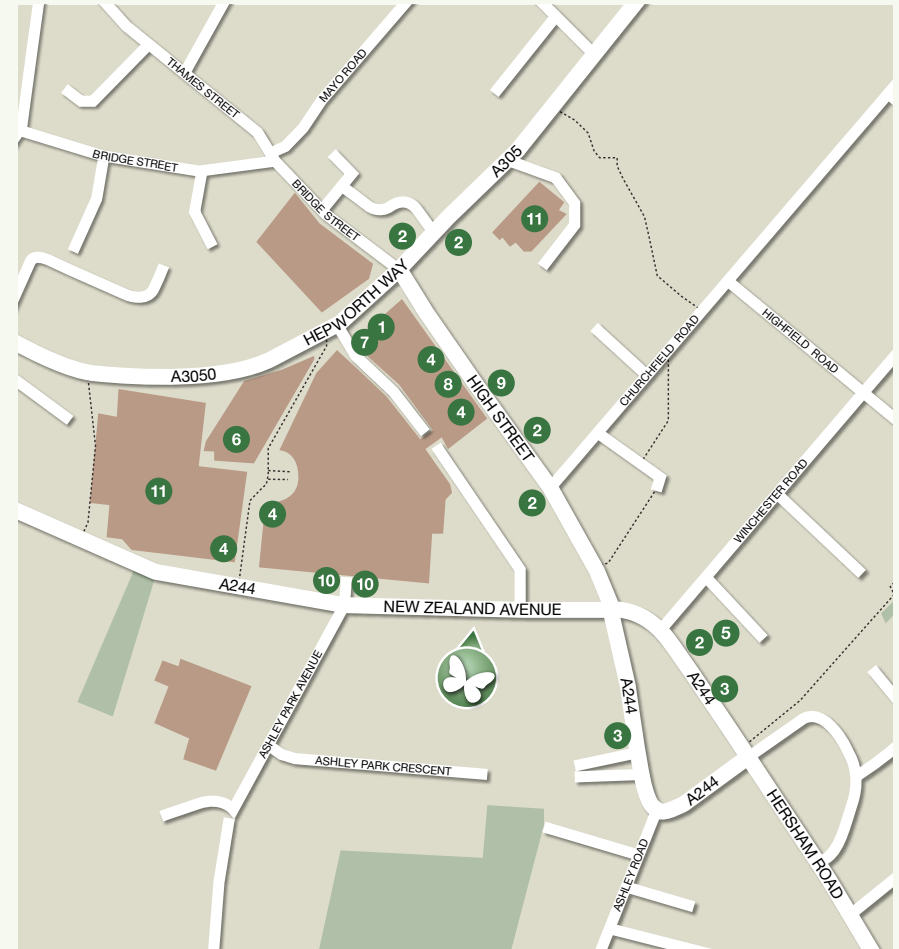 THAMES STREET
MAYO ROAD
BRIDGE STREET
BRIDGE STREET
A305
11
2
2
HEPWORTH WAY
1
7
4
8
9
4
HIGH STREET
2
2
A3050
6
11
4
4
CHURCHFIELD ROAD
HIGHFIELD ROAD
WINCHESTER ROAD
A244
10
10
NEW ZEALAND AVENUE
2
5
A244
3
A244
3
ASHLEY PARK AVENUE
ASHLEY PARK CRESCENT
A244
HERSHAM ROAD
ASHLEY ROAD